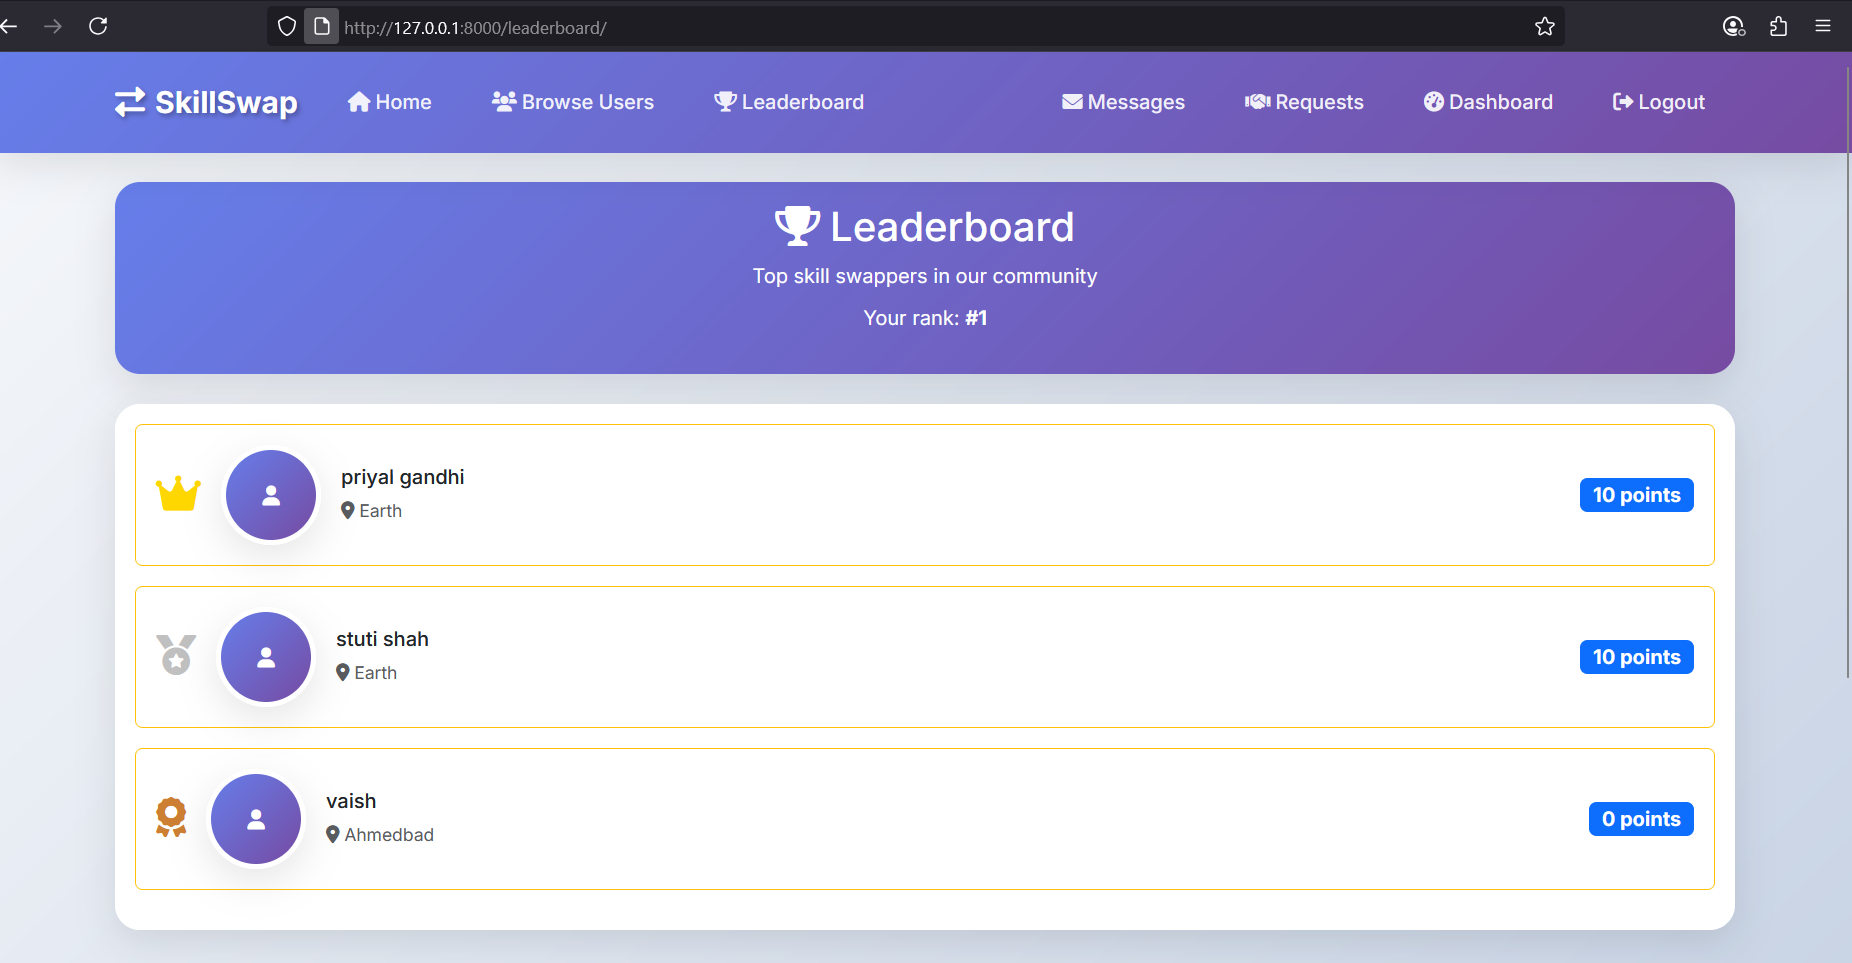 http://127.0.0.1:8000/leaderboard/
SkillSwap Home Browse Users Leaderboard Messages Requests Dashboard Logout
Leaderboard
Top skill swappers in our community
Your rank: #1
priyal gandhi
Earth
10 points
stuti shah
Earth
10 points
vaish
Ahmedbad
0 points